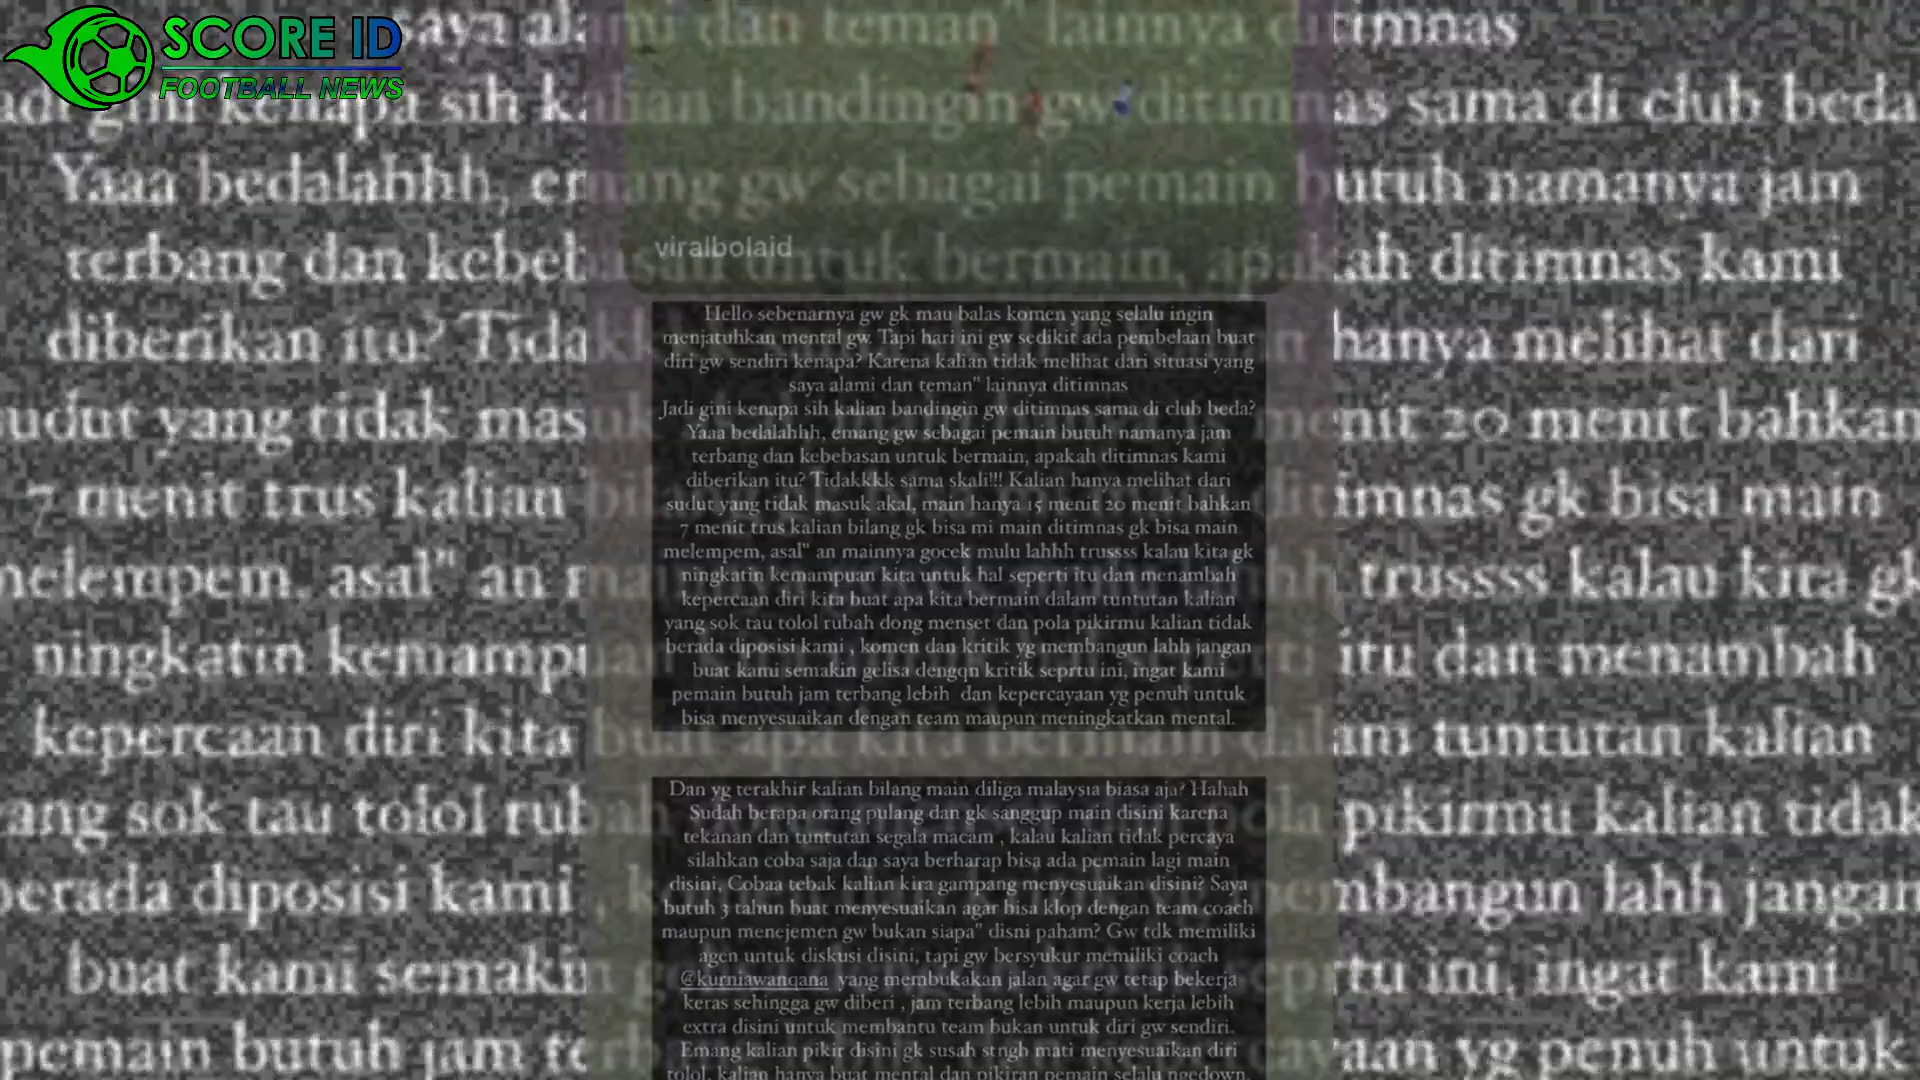 SCORE ID
FOOTBALL NEWS
viralbolaid
Hello sebenarnya gw gk mau balas komen yang selalu ingin
menjatuhkan mental gw. Tapi hari ini gw sedikit ada pembelaan buat
diri gw sendiri kenapa? Karena kalian tidak melihat dari situasi yang
saya alami dan teman" lainnya ditimnas
Jadi gini kenapa sih kalian bandingin gw ditimnas sama di club beda?
Yaaa bedalahhh, emang gw sebagai pemain butuh namanya jam
terbang dan kebebasan untuk bermain, apakah ditimnas kami
diberikan itu? Tidakkkk sama skali!!! Kalian hanya melihat dari
sudut yang tidak masuk akal, main hanya 15 menit 20 menit bahkan
7 menit trus kalian bilang gk bisa mi main ditimnas gk bisa main
melempem, asal" an mainnya gocek mulu lahhh trussss kalau kita gk
ningkatin kemampuan kita untuk hal seperti itu dan menambah
kepercaan diri kita buat apa kita bermain dalam tuntutan kalian
yang sok tau tolol rubah dong menset dan pola pikirmu kalian tidak
berada diposisi kami , komen dan kritik yg membangun lahh jangan
buat kami semakin gelisa dengqn kritik seprtu ini, ingat kami
pemain butuh jam terbang lebih dan kepercayaan yg penuh untuk
bisa menyesuaikan dengan team maupun meningkatkan mental.
Dan yg terakhir kalian bilang main diliga malaysia biasa aja? Hahah
Sudah berapa orang pulang dan gk sanggup main disini karena
tekanan dan tuntutan segala macam , kalau kalian tidak percaya
silahkan coba saja dan saya berharap bisa ada pemain lagi main
disini, Cobaa tebak kalian kira gampang menyesuaikan disini? Saya
butuh 3 tahun buat menyesuaikan agar bisa klop dengan team coach
maupun menejemen gw bukan siapa" disni paham? Gw tdk memiliki
agen untuk diskusi disini, tapi gw bersyukur memiliki coach
@kurniawanqana yang membukakan jalan agar gw tetap bekerja
keras sehingga gw diberi , jam terbang lebih maupun kerja lebih
extra disini untuk membantu team bukan untuk diri gw sendiri.
Emang kalian pikir disini gk susah stngh mati menyesuaikan diri
tolol, kalian hanya buat mental dan pikiran pemain selalu ngedown,